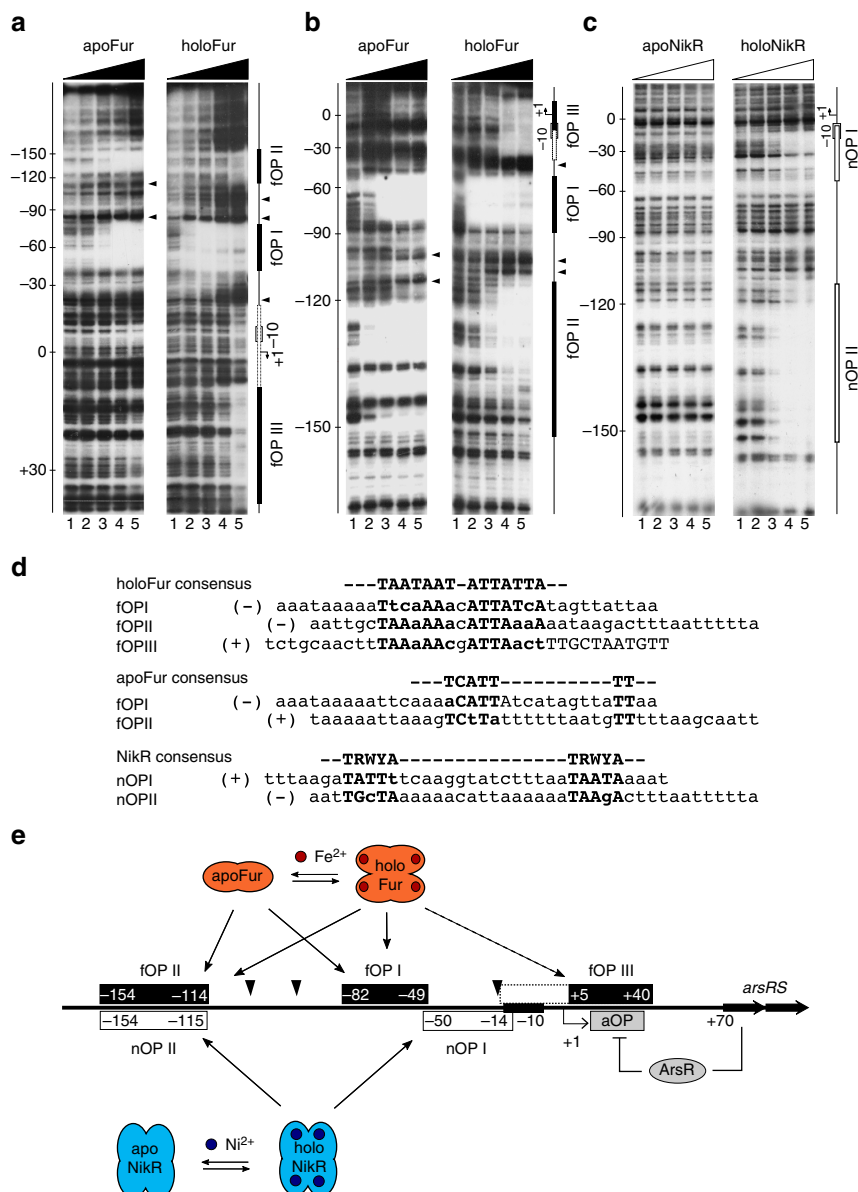 a
apoFur holoFur
−150
−120
−90
−60
−30
0
+30
fOP II
fOP I
−10
+1
fOP III
1 2 3 4 5 1 2 3 4 5
b
apoFur holoFur
0
−30
−60
−90
−120
−150
+1
−10
fOP III
fOP I
fOP II
1 2 3 4 5 1 2 3 4 5
c
apoNikR holoNikR
0
−30
−60
−90
−120
−150
+1
−10
nOP I
nOP II
1 2 3 4 5 1 2 3 4 5
d
holoFur consensus ---TAATAAT-ATTATTA--
fOPI (−) aaataaaaaTtcaAAacATTATcAtagttattaa
fOPII (−) aattgcTAAaAAacATTAaaAaataagactttaattttta
fOPIII (+) tctgcaactttTAAaAAcgATTAactTTGCTAATGTT
apoFur consensus ---TCATT----------TT--
fOPI (−) aaataaaaattcaaaaCATTAtcatagttaTTaa
fOPII (+) taaaaattaaagTCtTattttttaatgTTtttaagcaatt
NikR consensus --TRWYA---------------TRWYA--
nOPI (+) tttaagaTATTttcaaggtatctttaaTAATAaaat
nOPII (−) aatTGcTAaaaaacattaaaaaaTAAgActttaattttta
e
apoFur Fe2+ holo Fur
fOP II fOP I fOP III arsRS
−154 −114 −82 −49 +5 +40
−154 −115 −50 −14 −10 aOP +70
nOP II nOP I +1
ArsR
apo NikR Ni2+ holo NikR